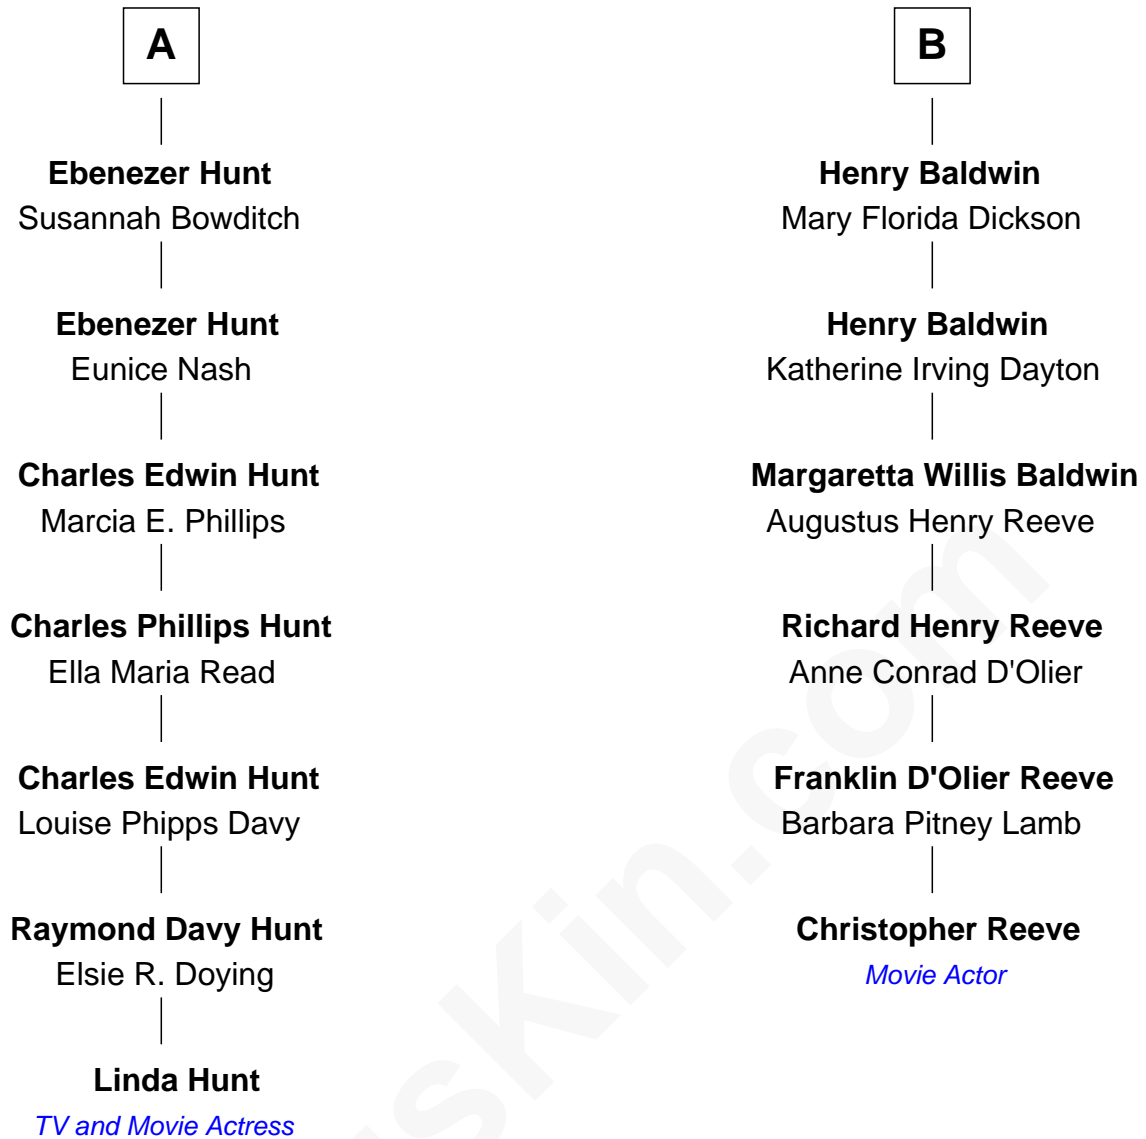 A
Ebenezer Hunt
Susannah Bowditch
Ebenezer Hunt
Eunice Nash
Charles Edwin Hunt
Marcia E. Phillips
Charles Phillips Hunt
Ella Maria Read
Charles Edwin Hunt
Louise Phipps Davy
Raymond Davy Hunt
Elsie R. Doying
Linda Hunt
TV and Movie Actress
B
Henry Baldwin
Mary Florida Dickson
Henry Baldwin
Katherine Irving Dayton
Margaretta Willis Baldwin
Augustus Henry Reeve
Richard Henry Reeve
Anne Conrad D'Olier
Franklin D'Olier Reeve
Barbara Pitney Lamb
Christopher Reeve
Movie Actor
usKin.com